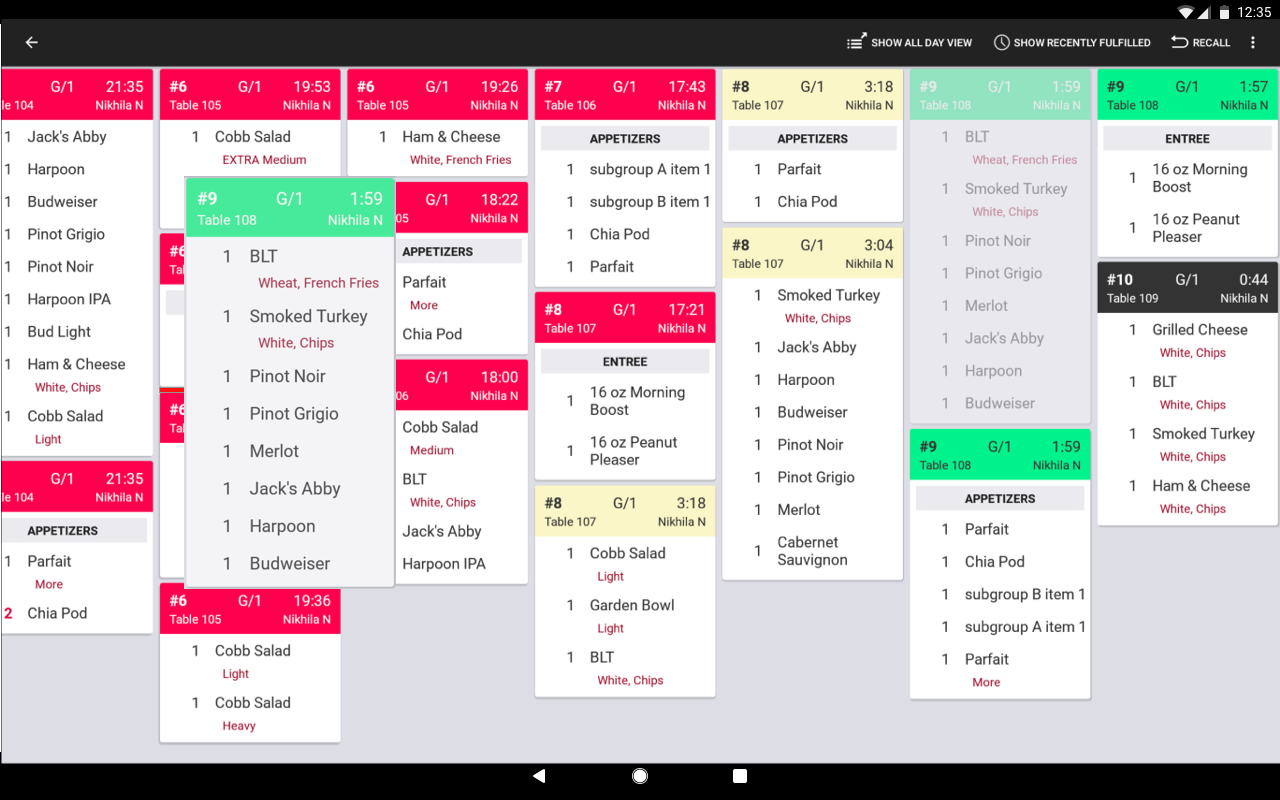 12:35
SHOW ALL DAY VIEW
SHOW RECENTLY FULFILLED
RECALL
G/1 21:35
le 104 Nikhila N
1 Jack's Abby
1 Harpoon
1 Budweiser
1 Pinot Grigio
1 Pinot Noir
1 Harpoon IPA
1 Bud Light
1 Ham & Cheese
White, Chips
1 Cobb Salad
Light
G/1 21:35
le 104 Nikhila N
APPETIZERS
1 Parfait
More
2 Chia Pod
#6 G/1 19:53
Table 105 Nikhila N
1 Cobb Salad
EXTRA Medium
#6
Ta
#6
Ta
#6 G/1 19:36
Table 105 Nikhila N
1 Cobb Salad
Light
1 Cobb Salad
Heavy
#9 G/1 1:59
Table 108 Nikhila N
1 BLT
Wheat, French Fries
1 Smoked Turkey
White, Chips
1 Pinot Noir
1 Pinot Grigio
1 Merlot
1 Jack's Abby
1 Harpoon
1 Budweiser
#6 G/1 19:26
Table 105 Nikhila N
1 Ham & Cheese
White, French Fries
18:22
05 Nikhila N
APPETIZERS
Parfait
More
Chia Pod
G/1 18:00
06 Nikhila N
Cobb Salad
Medium
BLT
White, Chips
Jack's Abby
Harpoon IPA
#7 G/1 17:43
Table 106 Nikhila N
APPETIZERS
1 subgroup A item 1
1 subgroup B item 1
1 Chia Pod
1 Parfait
#8 G/1 17:21
Table 107 Nikhila N
ENTREE
1 16 oz Morning
Boost
1 16 oz Peanut
Pleaser
#8 G/1 3:18
Table 107 Nikhila N
1 Cobb Salad
Light
1 Garden Bowl
Light
1 BLT
White, Chips
#8 G/1 3:18
Table 107 Nikhila N
APPETIZERS
1 Parfait
1 Chia Pod
#8 G/1 3:04
Table 107 Nikhila N
1 Smoked Turkey
White, Chips
1 Jack's Abby
1 Harpoon
1 Budweiser
1 Pinot Noir
1 Pinot Grigio
1 Merlot
1 Cabernet
Sauvignon
#9 G/1 1:59
Table 108 Nikhila N
1 BLT
Wheat, French Fries
1 Smoked Turkey
White, Chips
1 Pinot Noir
1 Pinot Grigio
1 Merlot
1 Jack's Abby
1 Harpoon
1 Budweiser
#9 G/1 1:59
Table 108 Nikhila N
APPETIZERS
1 Parfait
1 Chia Pod
1 subgroup B item 1
1 subgroup A item 1
1 Parfait
More
#9 G/1 1:57
Table 108 Nikhila N
ENTREE
1 16 oz Morning
Boost
1 16 oz Peanut
Pleaser
#10 G/1 0:44
Table 109 Nikhila N
1 Grilled Cheese
White, Chips
1 BLT
White, Chips
1 Smoked Turkey
White, Chips
1 Ham & Cheese
White, Chips